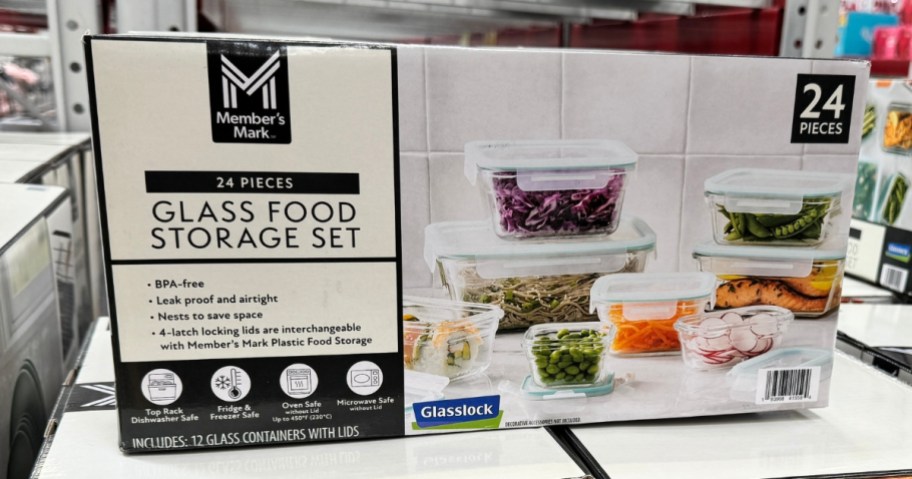 Member's
Mark™
24 PIECES
GLASS FOOD
STORAGE SET
• BPA-free
• Leak proof and airtight
• Nests to save space
• 4-latch locking lids are interchangeable
with Member's Mark Plastic Food Storage
Top Rack
Dishwasher Safe
Fridge &
Freezer Safe
Oven Safe
without Lid
Up to 450°F (230°C)
Microwave Safe
without Lid
INCLUDES: 12 GLASS CONTAINERS WITH LIDS
24
PIECES
Glasslock